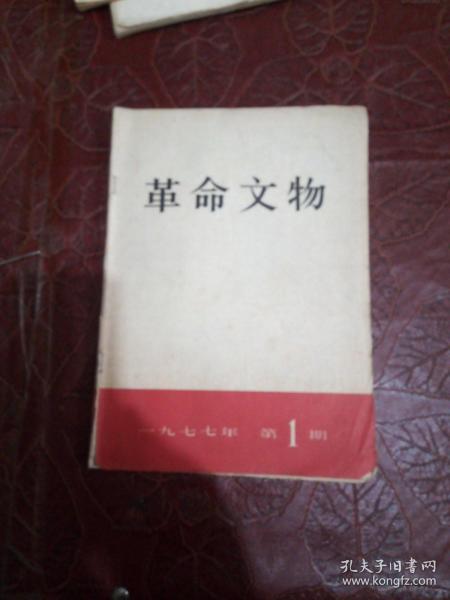 革命文物
一九七七年 第1期
孔夫子旧书网
www.kongfz.com